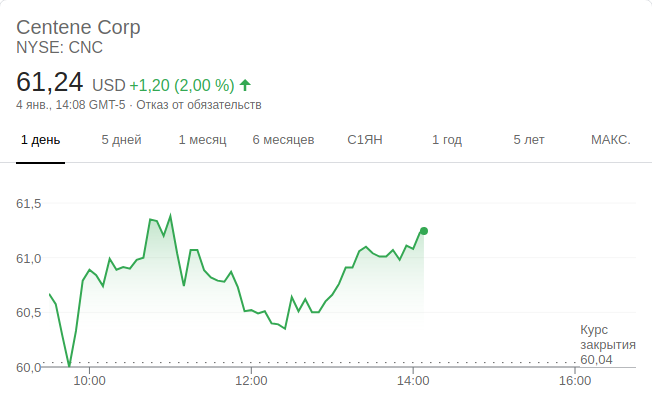 Centene Corp
NYSE: CNC
61,24 USD +1,20 (2,00 %)
4 янв., 14:08 GMT-5 · Отказ от обязательств
1 день 5 дней 1 месяц 6 месяцев С1ЯН 1 год 5 лет МАКС.
61,5
61,0
60,5
60,0
Курс
закрытия
60,04
10:00 12:00 14:00 16:00